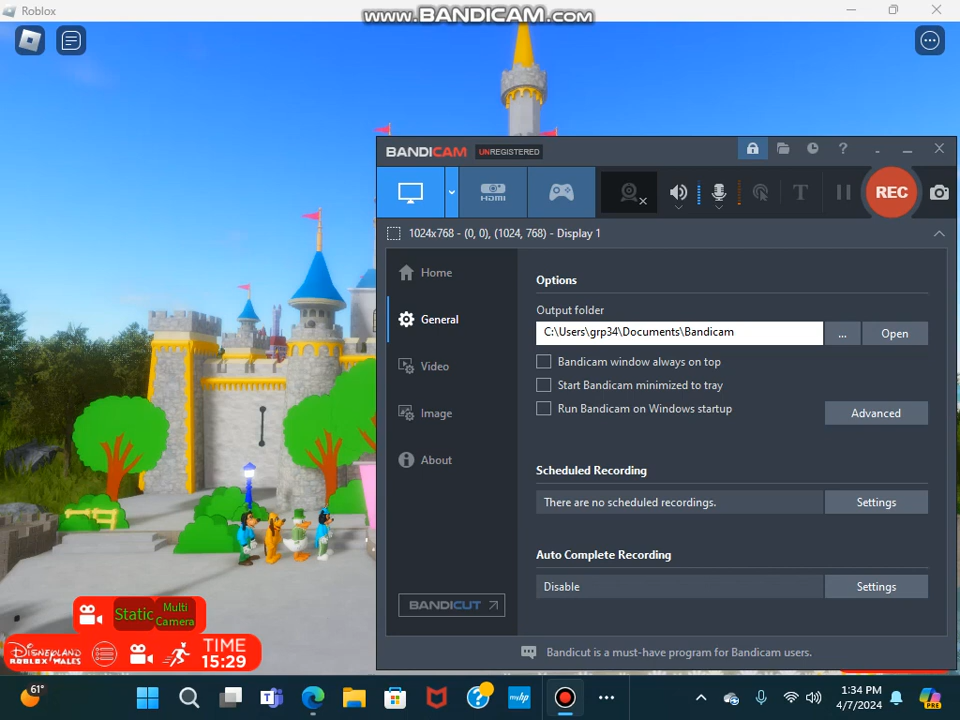 Roblox
www.BANDICAM.com
BANDICAM UNREGISTERED
HDMI
REC
1024x768 - (0, 0), (1024, 768) - Display 1
Home
General
Video
Image
About
BANDICUT
Options
Output folder
C:\Users\grp34\Documents\Bandicam
...
Open
Bandicam window always on top
Start Bandicam minimized to tray
Run Bandicam on Windows startup
Advanced
Scheduled Recording
There are no scheduled recordings.
Settings
Auto Complete Recording
Disable
Settings
Bandicut is a must-have program for Bandicam users.
Static
Multi
Camera
DISNEYLAND
ROBLOX WALES
TIME
15:29
61°
myhp
1:34 PM
4/7/2024
PRE